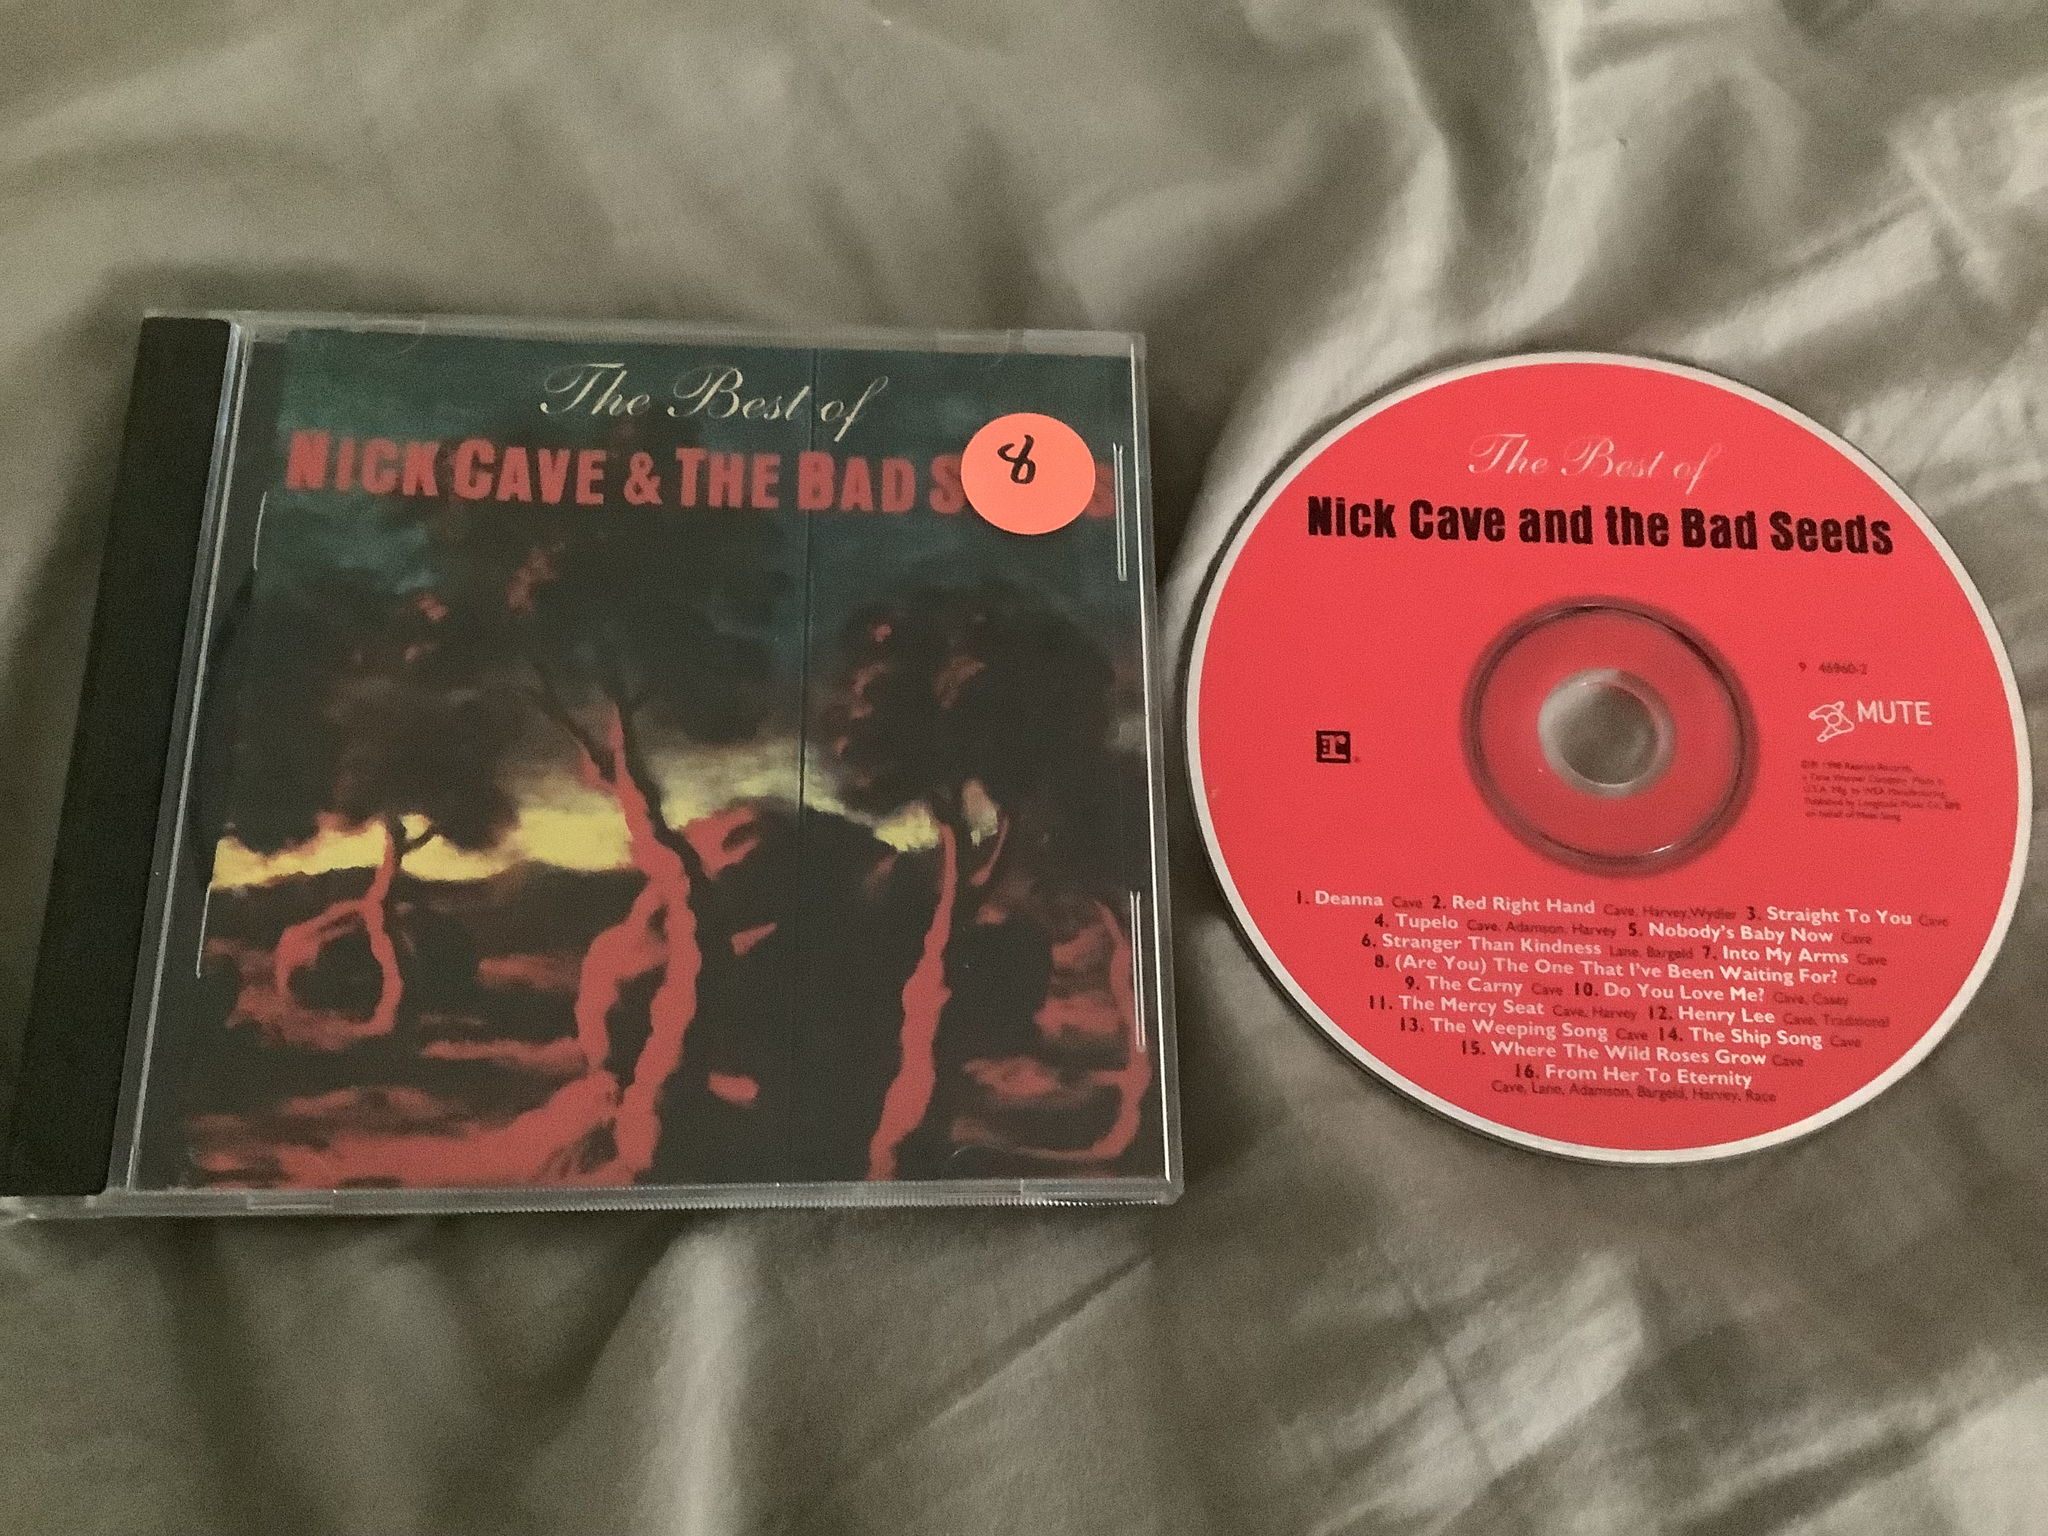 The Best of
NICK CAVE & THE BAD S S
8
The Best of
Nick Cave and the Bad Seeds
9 46960-2
MUTE
r
1. Deanna Cave 2. Red Right Hand Cave, Harvey, Wydler 3. Straight To You Cave
4. Tupelo Cave, Adamson, Harvey 5. Nobody's Baby Now Cave
6. Stranger Than Kindness Lane, Bargeld 7. Into My Arms Cave
8. (Are You) The One That I've Been Waiting For? Cave
9. The Carny Cave 10. Do You Love Me? Cave, Casey
11. The Mercy Seat Cave, Harvey 12. Henry Lee Cave, Traditional
13. The Weeping Song Cave 14. The Ship Song Cave
15. Where The Wild Roses Grow Cave
16. From Her To Eternity
Cave, Lane, Adamson, Bargeld, Harvey, Race